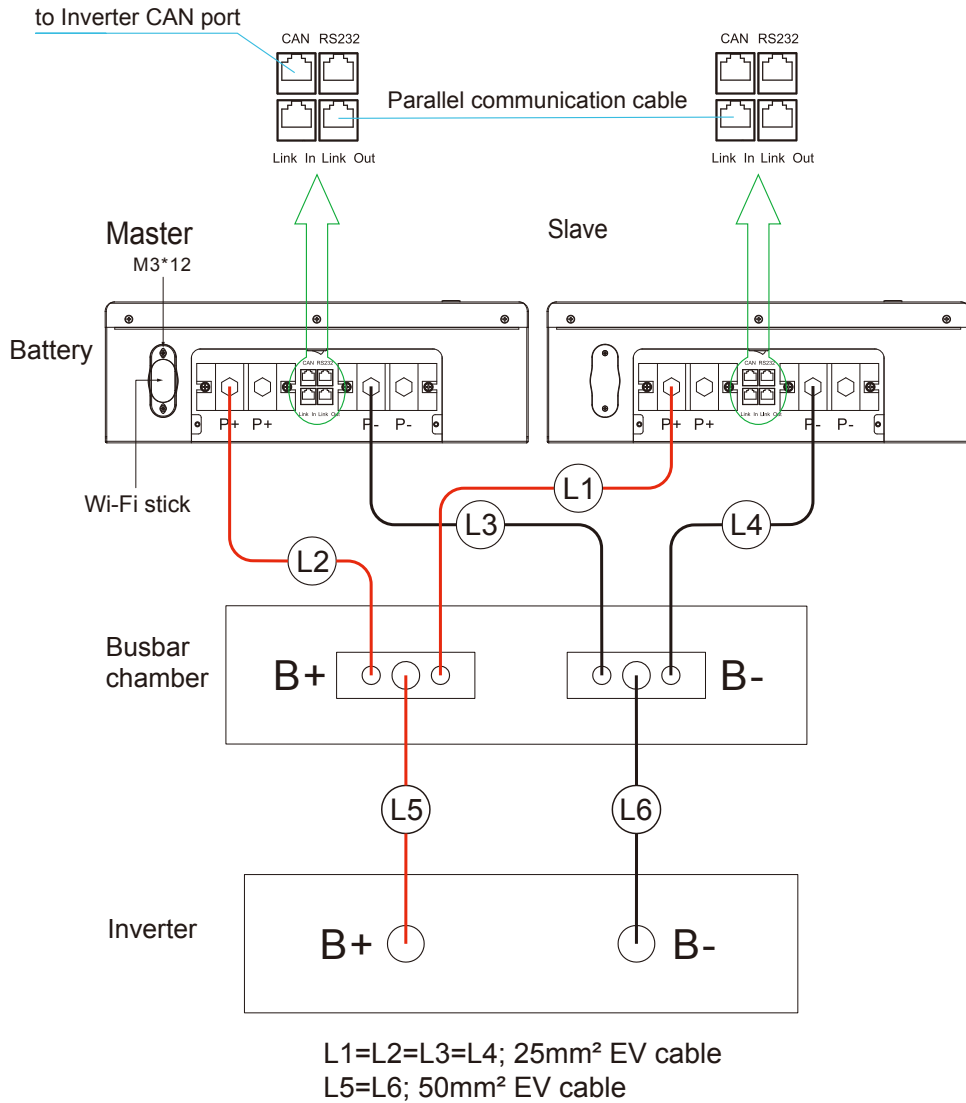 to Inverter CAN port
CAN RS232
CAN RS232
Parallel communication cable
Link In Link Out
Link In Link Out
Master
Slave
M3*12
Battery
CAN RS232
CAN RS232
Link In Link Out
Link In Link Out
P+ P+
P- P-
P+ P+
P- P-
Wi-Fi stick
L1
L3
L4
L2
Busbar
chamber
B+
B-
L5
L6
Inverter
B+
B-
L1=L2=L3=L4; 25mm² EV cable
L5=L6; 50mm² EV cable